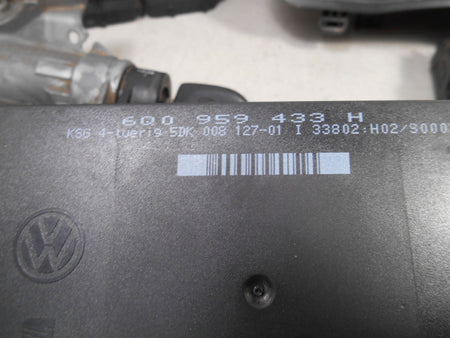 6Q0 959 433 H
KSG 4-tuerig 5DK 008 127-01 I 33802:H02/S000